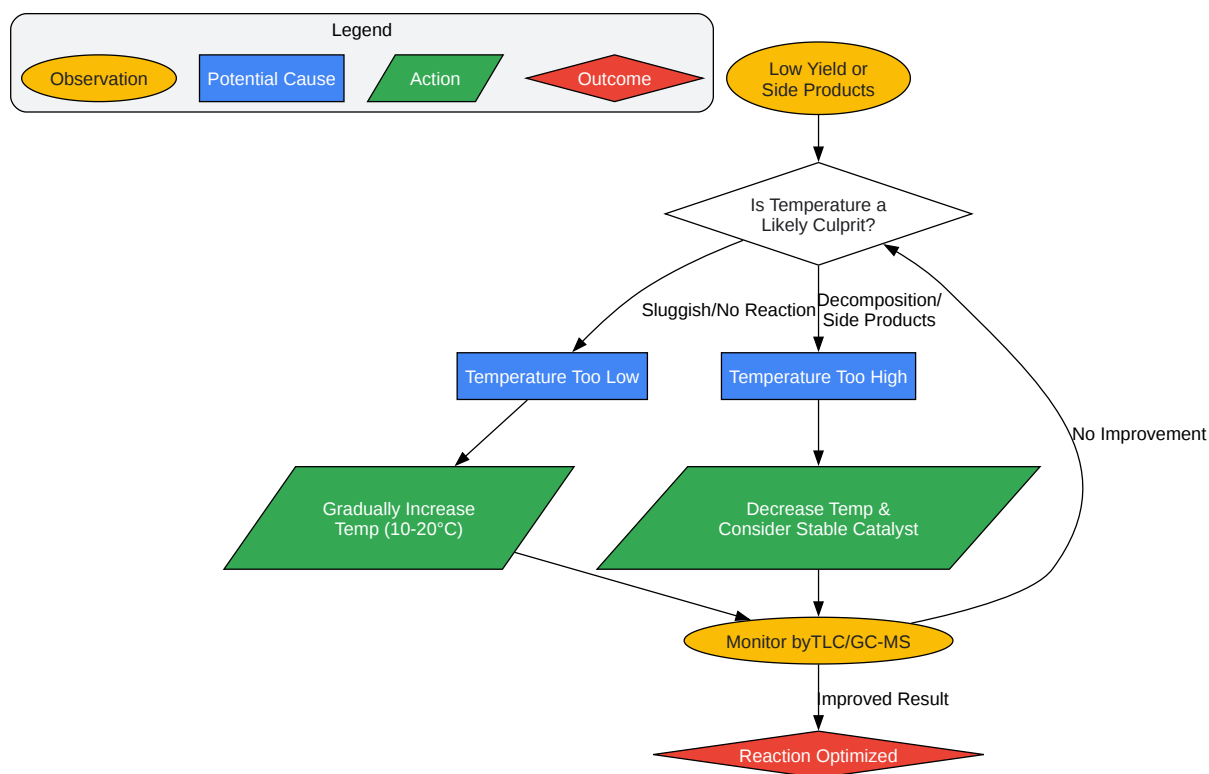 Legend
Observation
Potential Cause
Action
Outcome
Low Yield or
Side Products
Is Temperature a
Likely Culprit?
Sluggish/No Reaction
Decomposition/
Side Products
Temperature Too Low
Temperature Too High
No Improvement
Gradually Increase
Temp (10-20°C)
Decrease Temp &
Consider Stable Catalyst
Monitor byTLC/GC-MS
Improved Result
Reaction Optimized